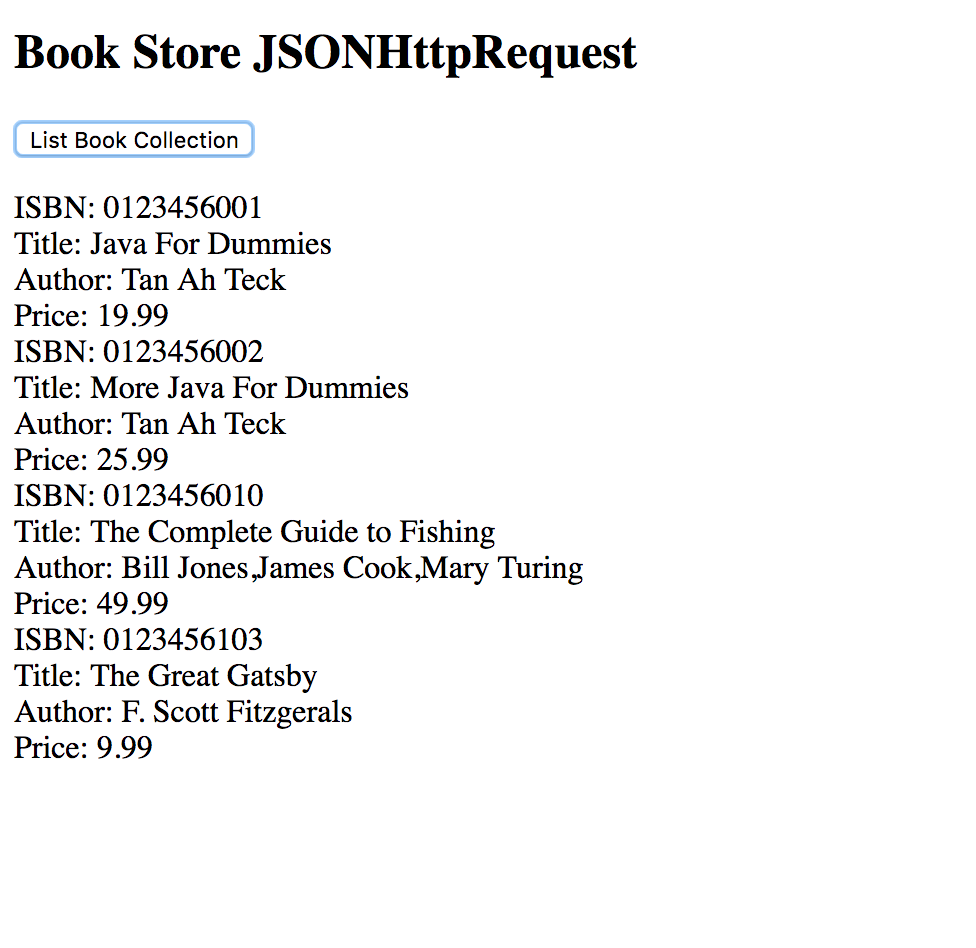 Book Store JSONHttpRequest
List Book Collection
ISBN: 0123456001
Title: Java For Dummies
Author: Tan Ah Teck
Price: 19.99
ISBN: 0123456002
Title: More Java For Dummies
Author: Tan Ah Teck
Price: 25.99
ISBN: 0123456010
Title: The Complete Guide to Fishing
Author: Bill Jones,James Cook,Mary Turing
Price: 49.99
ISBN: 0123456103
Title: The Great Gatsby
Author: F. Scott Fitzgerals
Price: 9.99